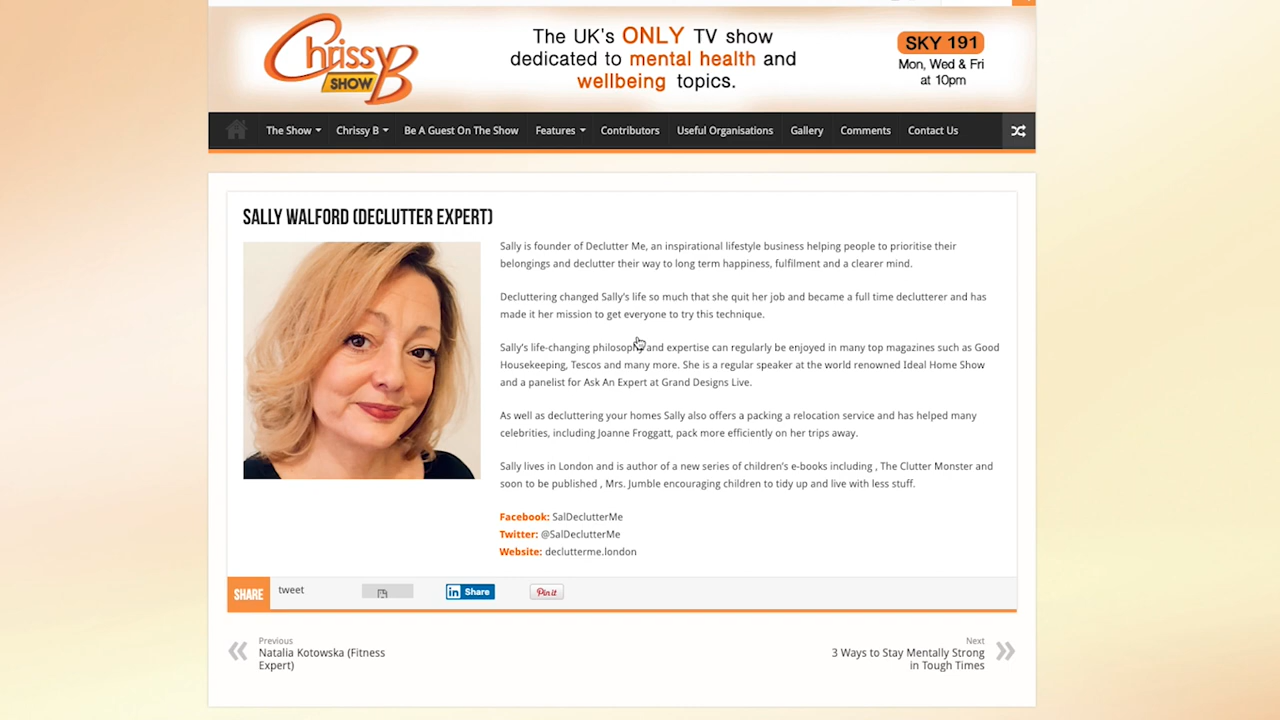 Chrissy B
SHOW
The UK's ONLY TV show
dedicated to mental health and
wellbeing topics.
SKY 191
Mon, Wed & Fri
at 10pm
The Show Chrissy B Be A Guest On The Show Features Contributors Useful Organisations Gallery Comments Contact Us
SALLY WALFORD (DECLUTTER EXPERT)
Sally is founder of Declutter Me, an inspirational lifestyle business helping people to prioritise their
belongings and declutter their way to long term happiness, fulfilment and a clearer mind.
Decluttering changed Sally's life so much that she quit her job and became a full time declutterer and has
made it her mission to get everyone to try this technique.
Sally's life-changing philosophy and expertise can regularly be enjoyed in many top magazines such as Good
Housekeeping, Tescos and many more. She is a regular speaker at the world renowned Ideal Home Show
and a panelist for Ask An Expert at Grand Designs Live.
As well as decluttering your homes Sally also offers a packing a relocation service and has helped many
celebrities, including Joanne Froggatt, pack more efficiently on her trips away.
Sally lives in London and is author of a new series of children's e-books including , The Clutter Monster and
soon to be published , Mrs. Jumble encouraging children to tidy up and live with less stuff.
Facebook: SalDeclutterMe
Twitter: @SalDeclutterMe
Website: declutterme.london
SHARE tweet in Share Pin it
Previous
Natalia Kotowska (Fitness
Expert)
Next
3 Ways to Stay Mentally Strong
in Tough Times